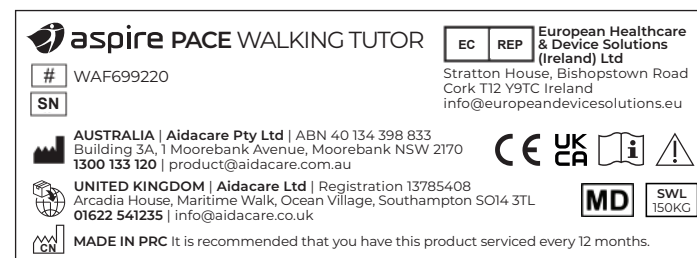 aspire PACE WALKING TUTOR
# WAF699220
SN
EC REP European Healthcare
& Device Solutions
(Ireland) Ltd
Stratton House, Bishopstown Road
Cork T12 Y9TC Ireland
info@europeandevicesolutions.eu
AUSTRALIA | Aidacare Pty Ltd | ABN 40 134 398 833
Building 3A, 1 Moorebank Avenue, Moorebank NSW 2170
1300 133 120 | product@aidacare.com.au
CE UK
CA
UNITED KINGDOM | Aidacare Ltd | Registration 13785408
Arcadia House, Maritime Walk, Ocean Village, Southampton SO14 3TL
01622 541235 | info@aidacare.co.uk
MD SWL
150KG
CN MADE IN PRC It is recommended that you have this product serviced every 12 months.